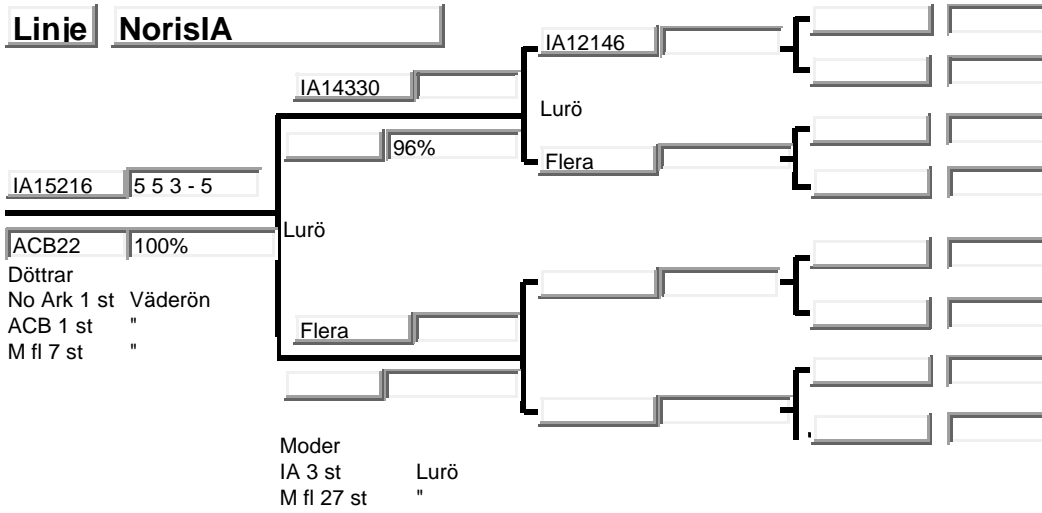 Linje NorisIA
IA12146
IA14330
Lurö
96%
Flera
IA15216 5 5 3 - 5
Lurö
ACB22 100%
Döttrar
No Ark 1 st Väderön
ACB 1 st "
M fl 7 st "
Flera
Moder
IA 3 st Lurö
M fl 27 st "